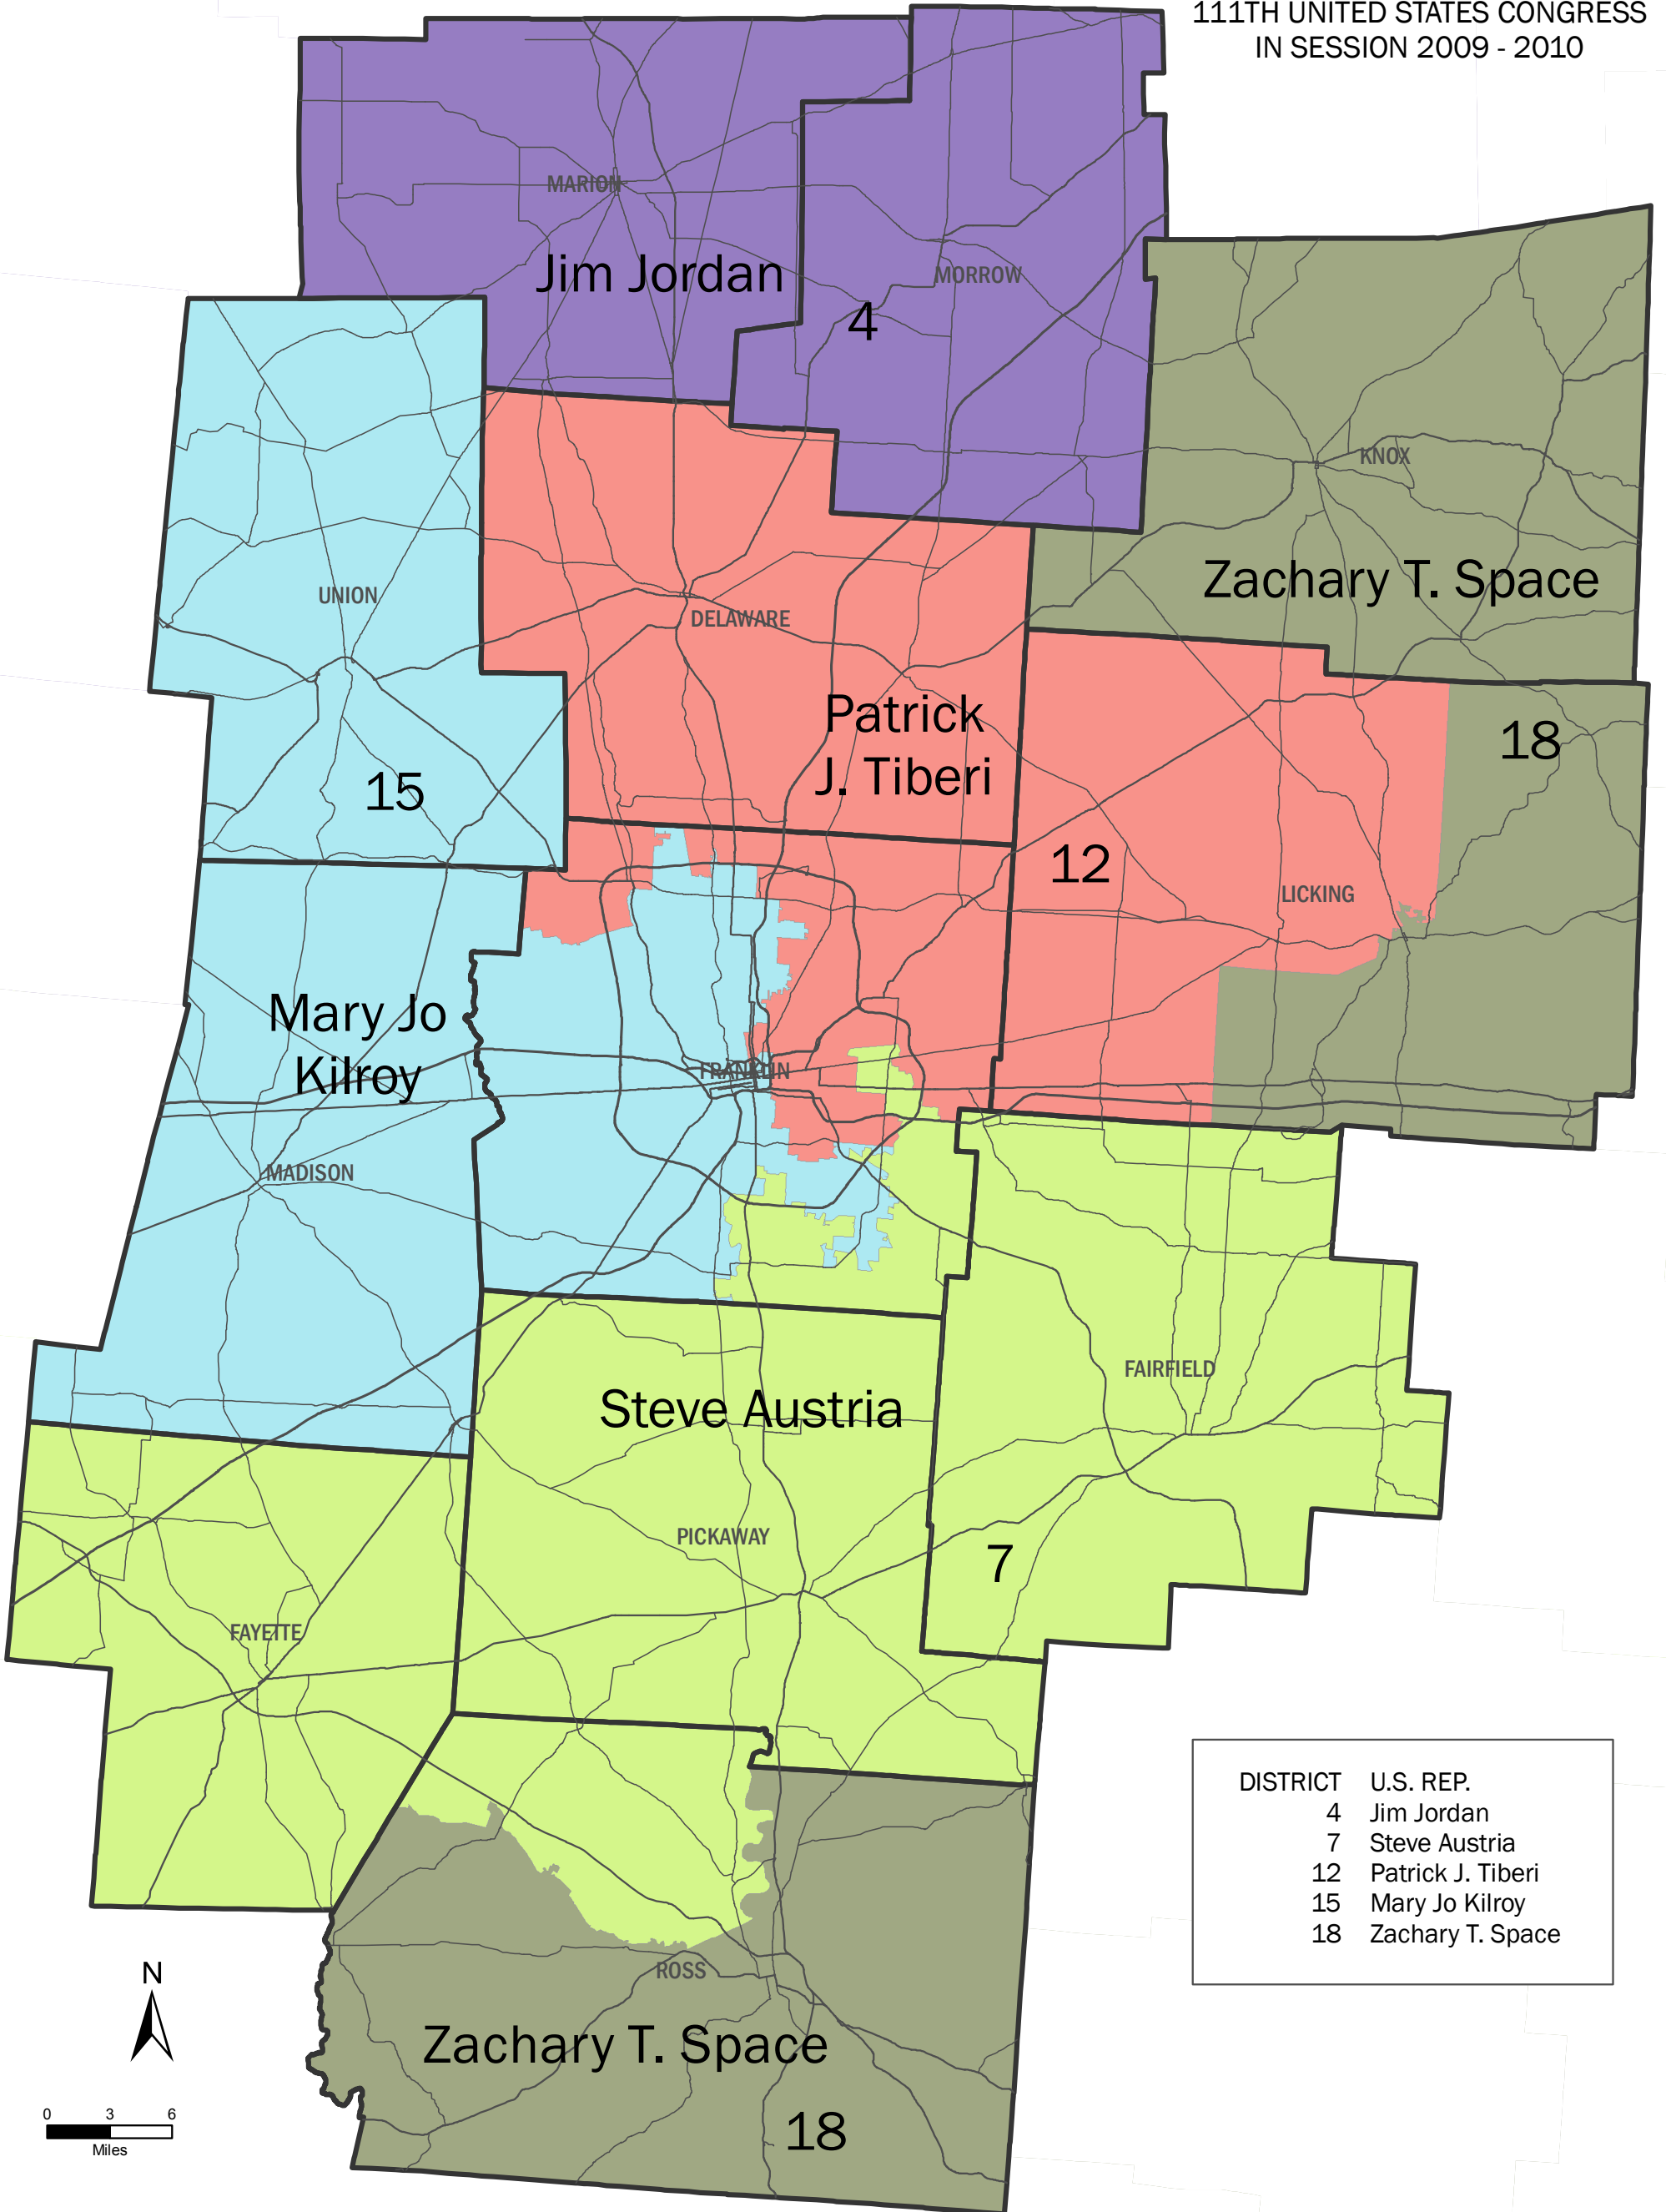 111TH UNITED STATES CONGRESS
IN SESSION 2009 - 2010
MARION
Jim Jordan
MORROW
4
KNOX
Zachary T. Space
UNION
DELAWARE
Patrick
J. Tiberi
18
15
12
LICKING
Mary Jo
Kilroy
FRANKLIN
MADISON
FAIRFIELD
Steve Austria
PICKAWAY
7
FAYETTE
DISTRICT U.S. REP.
4 Jim Jordan
7 Steve Austria
12 Patrick J. Tiberi
15 Mary Jo Kilroy
18 Zachary T. Space
ROSS
N
Zachary T. Space
18
0 3 6
Miles